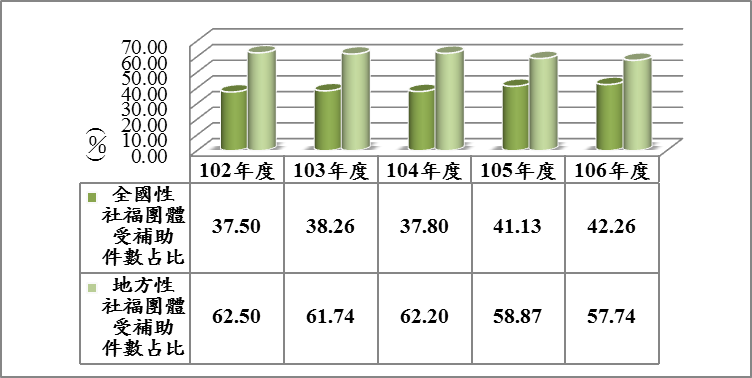 70.00
60.00
50.00
40.00
30.00
20.00
10.00
0.00
(%)
102年度 103年度 104年度 105年度 106年度
全國性
社福團體
受補助
件數占比
37.50 38.26 37.80 41.13 42.26
地方性
社福團體
受補助
件數占比
62.50 61.74 62.20 58.87 57.74